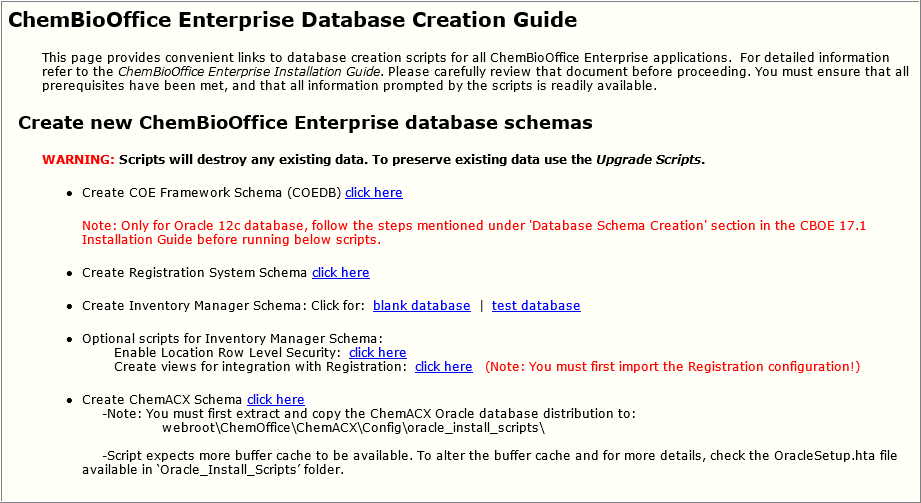 ChemBioOffice Enterprise Database Creation Guide
This page provides convenient links to database creation scripts for all ChemBioOffice Enterprise applications.  For detailed information
refer to the ChemBioOffice Enterprise Installation Guide. Please carefully review that document before proceeding. You must ensure that all
prerequisites have been met, and that all information prompted by the scripts is readily available.
Create new ChemBioOffice Enterprise database schemas
WARNING: Scripts will destroy any existing data. To preserve existing data use the Upgrade Scripts.
• Create COE Framework Schema (COEDB) click here
Note: Only for Oracle 12c database, follow the steps mentioned under 'Database Schema Creation' section in the CBOE 17.1
Installation Guide before running below scripts.
• Create Registration System Schema click here
• Create Inventory Manager Schema: Click for:  blank database  |  test database
• Optional scripts for Inventory Manager Schema:
Enable Location Row Level Security:  click here
Create views for integration with Registration:  click here   (Note: You must first import the Registration configuration!)
• Create ChemACX Schema click here
-Note: You must first extract and copy the ChemACX Oracle database distribution to:
webroot\ChemOffice\ChemACX\Config\oracle_install_scripts\
-Script expects more buffer cache to be available. To alter the buffer cache and for more details, check the OracleSetup.hta file
available in ‘Oracle_Install_Scripts’ folder.